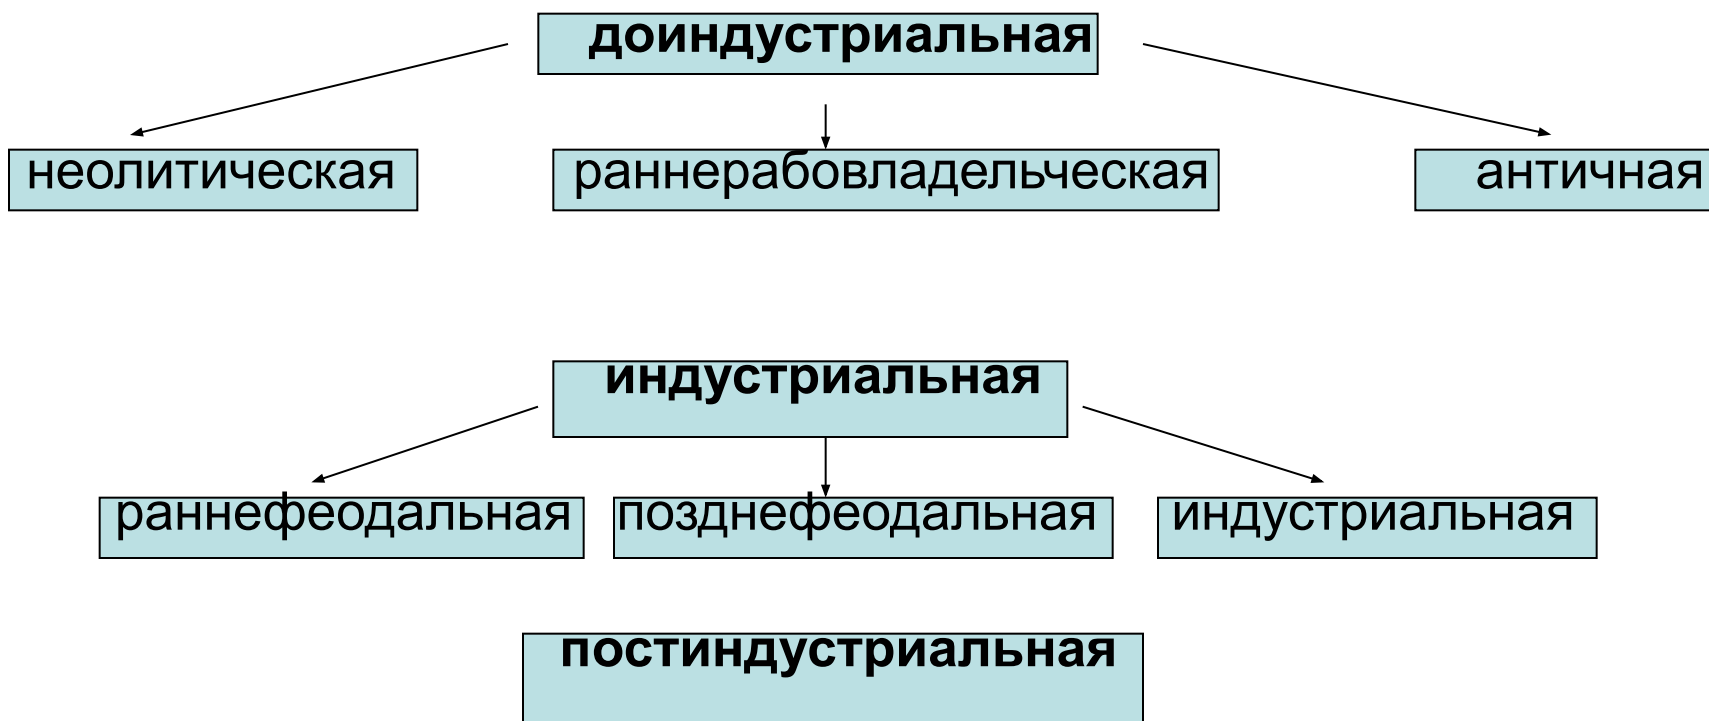 доиндустриальная
неолитическая раннерабовладельческая античная
индустриальная
раннефеодальная позднефеодальная индустриальная
постиндустриальная